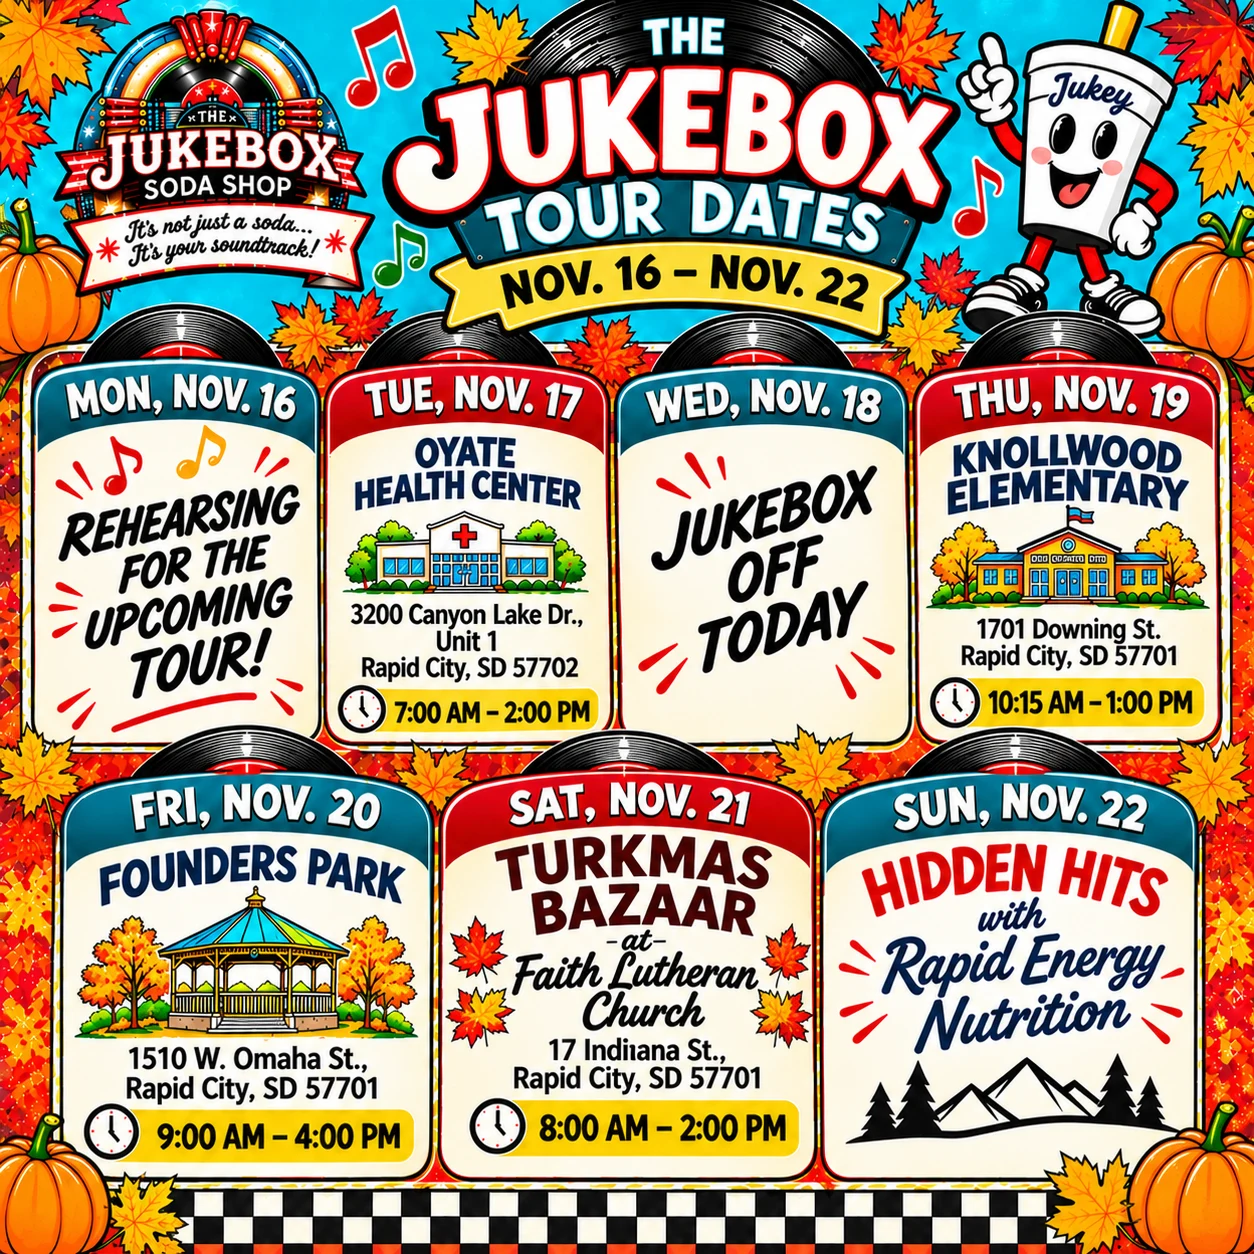 THE
JUKEBOX
SODA SHOP
It's not just a soda...
It's your soundtrack!
THE
JUKEBOX
TOUR DATES
NOV. 16 – NOV. 22
Jukey
MON, NOV. 16
REHEARSING
FOR THE
UPCOMING
TOUR!
TUE, NOV. 17
OYATE
HEALTH CENTER
3200 Canyon Lake Dr.,
Unit 1
Rapid City, SD 57702
7:00 AM – 2:00 PM
WED, NOV. 18
JUKEBOX
OFF
TODAY
THU, NOV. 19
KNOLLWOOD
ELEMENTARY
1701 Downing St.
Rapid City, SD 57701
10:15 AM – 1:00 PM
FRI, NOV. 20
FOUNDERS PARK
1510 W. Omaha St.,
Rapid City, SD 57701
9:00 AM – 4:00 PM
SAT, NOV. 21
TURKMAS
BAZAAR
-at-
Faith Lutheran
Church
17 Indiana St.,
Rapid City, SD 57701
8:00 AM – 2:00 PM
SUN, NOV. 22
HIDDEN HITS
with
Rapid Energy
Nutrition